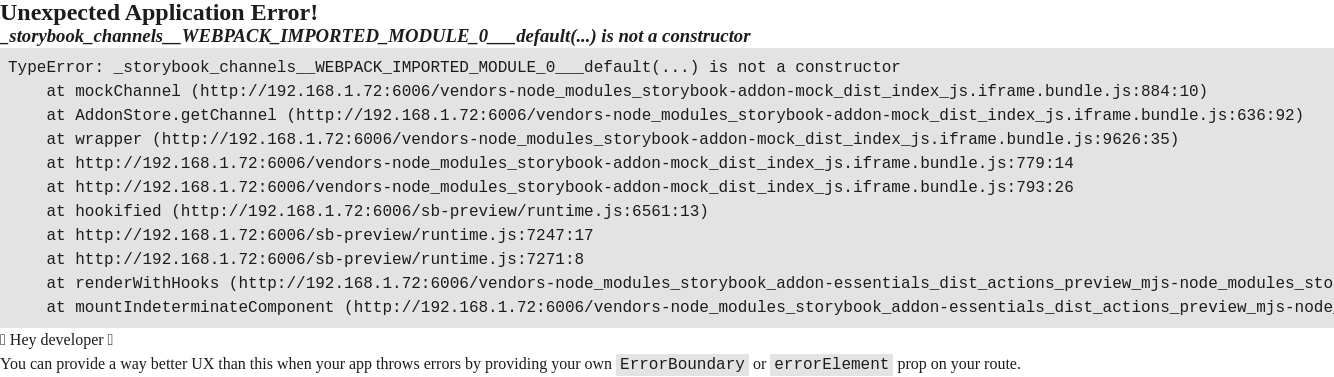 Unexpected Application Error!
_storybook_channels__WEBPACK_IMPORTED_MODULE_0___default(...) is not a constructor
TypeError: _storybook_channels__WEBPACK_IMPORTED_MODULE_0___default(...) is not a constructor
    at mockChannel (http://192.168.1.72:6006/vendors-node_modules_storybook-addon-mock_dist_index_js.iframe.bundle.js:884:10)
    at AddonStore.getChannel (http://192.168.1.72:6006/vendors-node_modules_storybook-addon-mock_dist_index_js.iframe.bundle.js:636:92)
    at wrapper (http://192.168.1.72:6006/vendors-node_modules_storybook-addon-mock_dist_index_js.iframe.bundle.js:9626:35)
    at http://192.168.1.72:6006/vendors-node_modules_storybook-addon-mock_dist_index_js.iframe.bundle.js:779:14
    at http://192.168.1.72:6006/vendors-node_modules_storybook-addon-mock_dist_index_js.iframe.bundle.js:793:26
    at hookified (http://192.168.1.72:6006/sb-preview/runtime.js:6561:13)
    at http://192.168.1.72:6006/sb-preview/runtime.js:7247:17
    at http://192.168.1.72:6006/sb-preview/runtime.js:7271:8
    at renderWithHooks (http://192.168.1.72:6006/vendors-node_modules_storybook_addon-essentials_dist_actions_preview_mjs-node_modules_sto
    at mountIndeterminateComponent (http://192.168.1.72:6006/vendors-node_modules_storybook_addon-essentials_dist_actions_preview_mjs-node_
Hey developer
You can provide a way better UX than this when your app throws errors by providing your own ErrorBoundary or errorElement prop on your route.